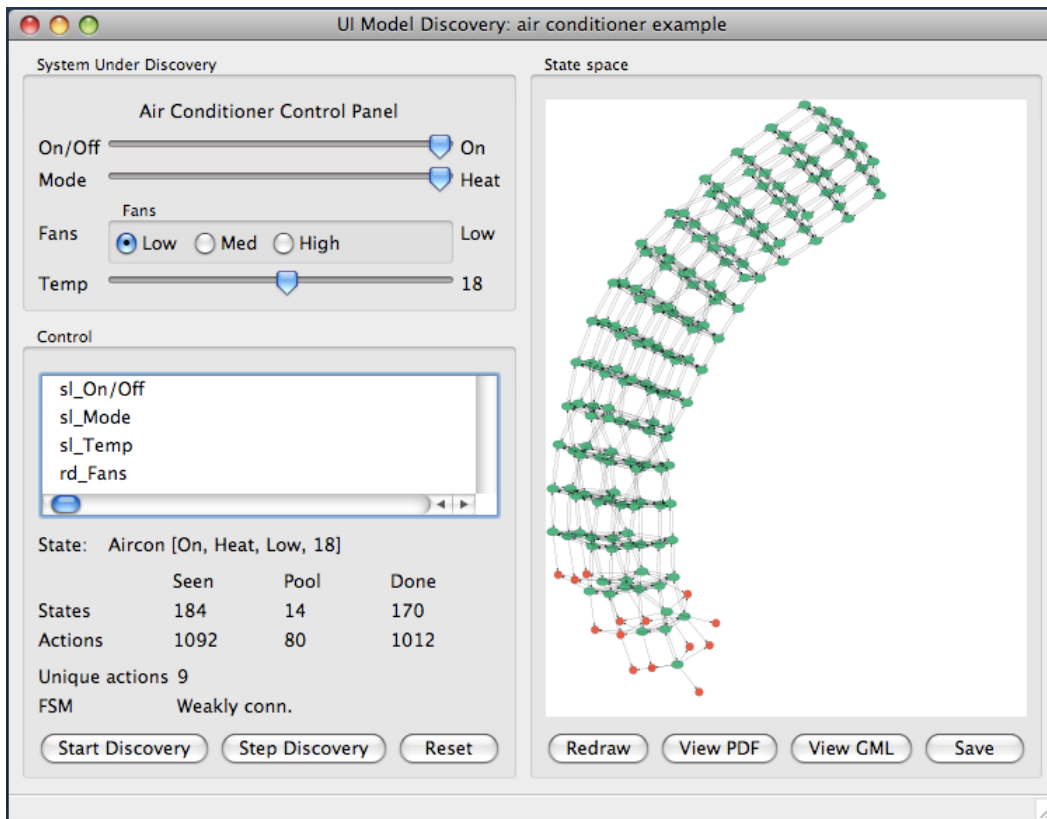 UI Model Discovery: air conditioner example
System Under Discovery
Air Conditioner Control Panel
On/Off On
Mode Heat
Fans
Fans Low Med High Low
Temp 18
Control
sl_On/Off
sl_Mode
sl_Temp
rd_Fans
State: Aircon [On, Heat, Low, 18]
Seen Pool Done
States 184 14 170
Actions 1092 80 1012
Unique actions 9
FSM Weakly conn.
Start Discovery Step Discovery Reset
State space
Redraw View PDF View GML Save